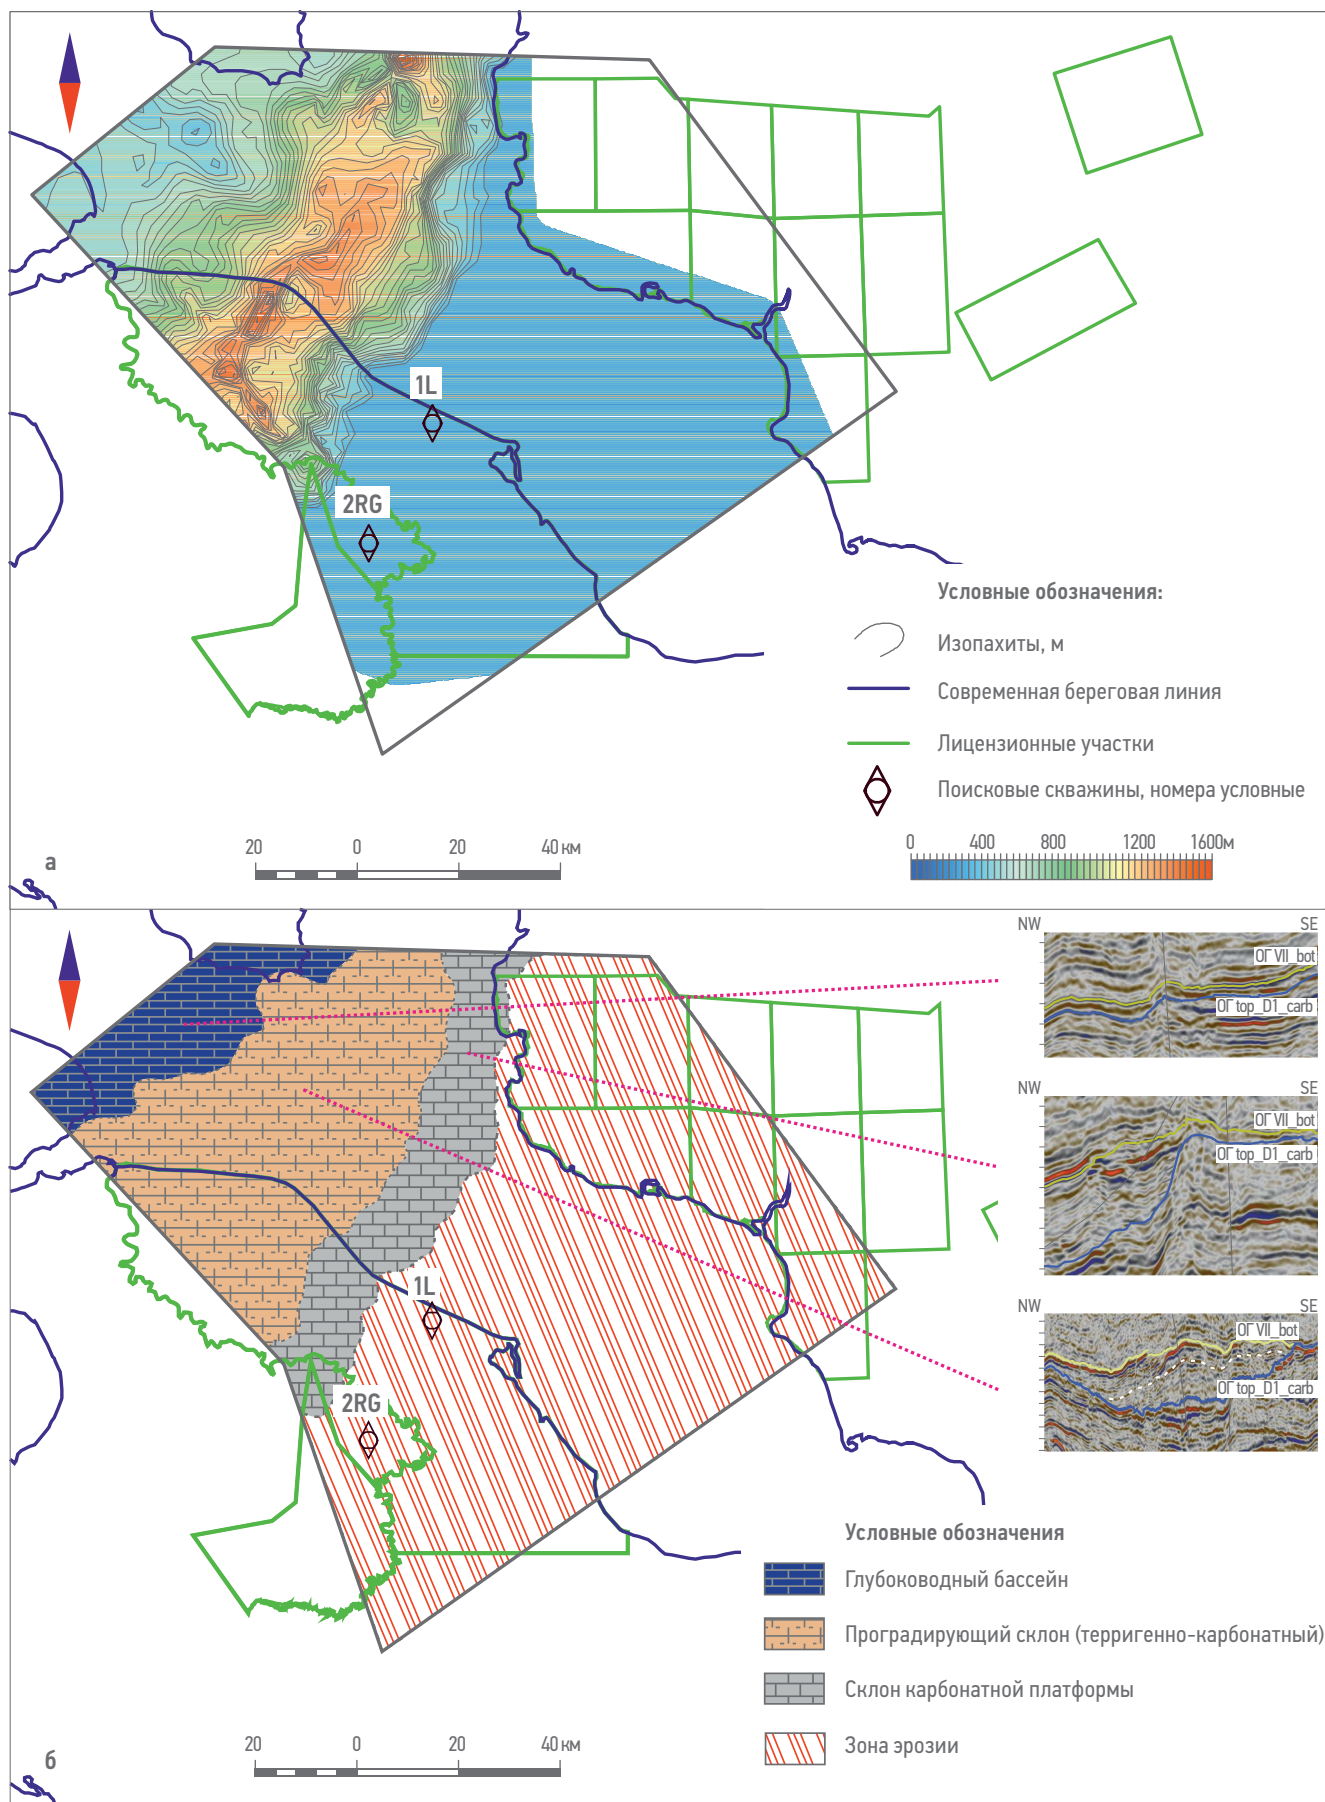 1L
2RG
Условные обозначения:
Изопахиты, м
Современная береговая линия
Лицензионные участки
Поисковые скважины, номера условные
0 400 800 1200 1600м
20 0 20 40 км
а
NW SE
ОГ VII_bot
ОГ top_D1_carb
NW SE
ОГ VII_bot
ОГ top_D1_carb
1L
NW SE
ОГ VII_bot
ОГ top_D1_carb
2RG
Условные обозначения
Глубоководный бассейн
Проградирующий склон (терригенно-карбонатный)
Склон карбонатной платформы
Зона эрозии
20 0 20 40 км
б